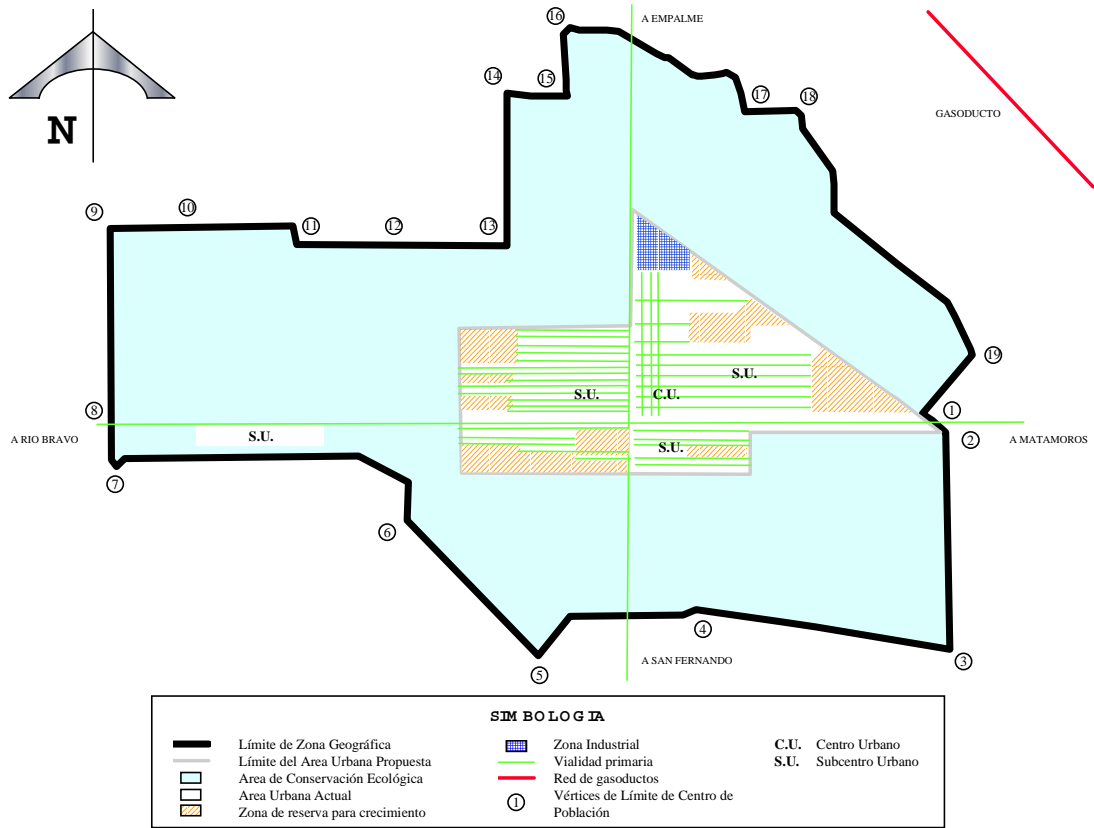 16
A EMPALME
14
15
17
18
GASODUCTO
N
9
10
11
12
13
19
S.U.
S.U.
C.U.
8
1
A RIO BRAVO
S.U.
S.U.
2
A MATAMOROS
7
6
4
A SAN FERNANDO
3
5
SIMBOLOGIA
Límite de Zona Geográfica
Límite del Area Urbana Propuesta
Area de Conservación Ecológica
Area Urbana Actual
Zona de reserva para crecimiento
Zona Industrial
Vialidad primaria
Red de gasoductos
1 Vértices de Límite de Centro de
Población
C.U. Centro Urbano
S.U. Subcentro Urbano